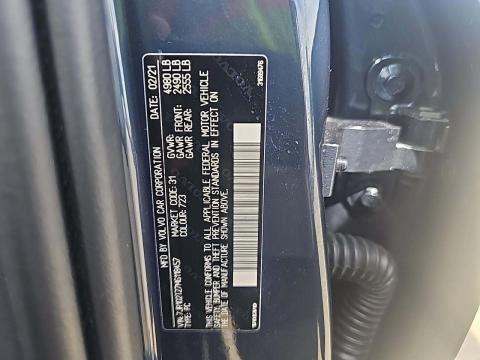 MFD. BY VOLVO CAR CORPORATION DATE: 02/21
MARKET CODE: 31 GVWR: 4980 LB
COLOUR: 723 GAWR FRONT: 2490 LB
GAWR REAR: 2555 LB
TYPE: PC
THIS VEHICLE CONFORMS TO ALL APPLICABLE FEDERAL MOTOR VEHICLE
SAFETY, BUMPER AND THEFT PREVENTION STANDARDS IN EFFECT ON
THE DATE OF MANUFACTURE SHOWN ABOVE.
VOLVO